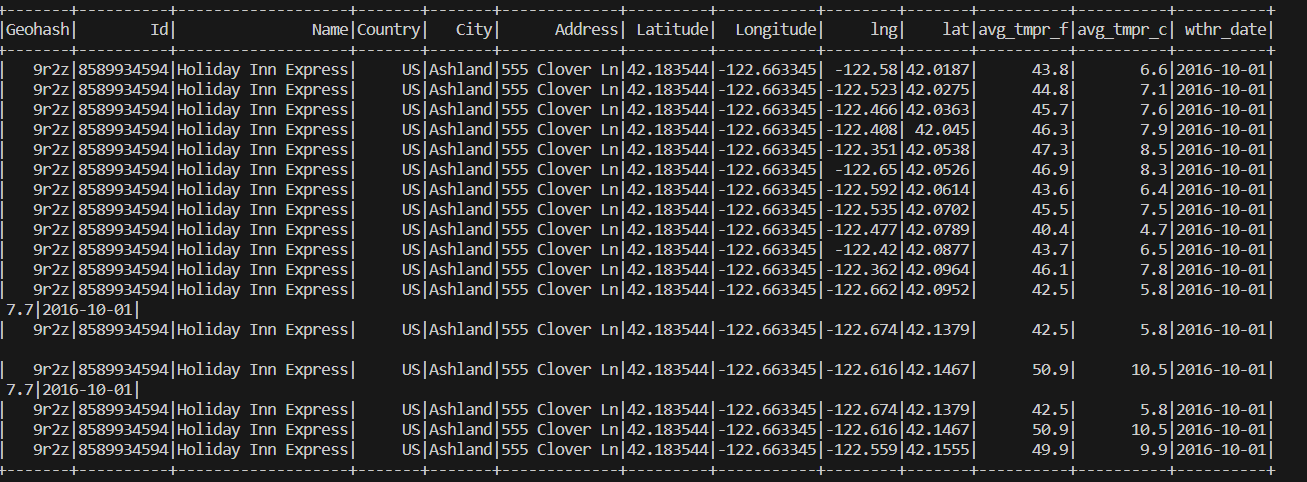 +-------+----------+--------------------+-------+-------+-------------+---------+-----------+--------+-------+----------+----------+----------+
|Geohash|        Id|                Name|Country|   City|      Address| Latitude|  Longitude|     lng|    lat|avg_tmpr_f|avg_tmpr_c| wthr_date|
+-------+----------+--------------------+-------+-------+-------------+---------+-----------+--------+-------+----------+----------+----------+
|   9r2z|8589934594|Holiday Inn Express|     US|Ashland|555 Clover Ln|42.183544|-122.663345| -122.58|42.0187|      43.8|       6.6|2016-10-01|
|   9r2z|8589934594|Holiday Inn Express|     US|Ashland|555 Clover Ln|42.183544|-122.663345|-122.523|42.0275|      44.8|       7.1|2016-10-01|
|   9r2z|8589934594|Holiday Inn Express|     US|Ashland|555 Clover Ln|42.183544|-122.663345|-122.466|42.0363|      45.7|       7.6|2016-10-01|
|   9r2z|8589934594|Holiday Inn Express|     US|Ashland|555 Clover Ln|42.183544|-122.663345|-122.408| 42.045|      46.3|       7.9|2016-10-01|
|   9r2z|8589934594|Holiday Inn Express|     US|Ashland|555 Clover Ln|42.183544|-122.663345|-122.351|42.0538|      47.3|       8.5|2016-10-01|
|   9r2z|8589934594|Holiday Inn Express|     US|Ashland|555 Clover Ln|42.183544|-122.663345| -122.65|42.0526|      46.9|       8.3|2016-10-01|
|   9r2z|8589934594|Holiday Inn Express|     US|Ashland|555 Clover Ln|42.183544|-122.663345|-122.592|42.0614|      43.6|       6.4|2016-10-01|
|   9r2z|8589934594|Holiday Inn Express|     US|Ashland|555 Clover Ln|42.183544|-122.663345|-122.535|42.0702|      45.5|       7.5|2016-10-01|
|   9r2z|8589934594|Holiday Inn Express|     US|Ashland|555 Clover Ln|42.183544|-122.663345|-122.477|42.0789|      40.4|       4.7|2016-10-01|
|   9r2z|8589934594|Holiday Inn Express|     US|Ashland|555 Clover Ln|42.183544|-122.663345| -122.42|42.0877|      43.7|       6.5|2016-10-01|
|   9r2z|8589934594|Holiday Inn Express|     US|Ashland|555 Clover Ln|42.183544|-122.663345|-122.362|42.0964|      46.1|       7.8|2016-10-01|
|   9r2z|8589934594|Holiday Inn Express|     US|Ashland|555 Clover Ln|42.183544|-122.663345|-122.662|42.0952|      42.5|       5.8|2016-10-01|
7.7|2016-10-01|
|   9r2z|8589934594|Holiday Inn Express|     US|Ashland|555 Clover Ln|42.183544|-122.663345|-122.674|42.1379|      42.5|       5.8|2016-10-01|
|   9r2z|8589934594|Holiday Inn Express|     US|Ashland|555 Clover Ln|42.183544|-122.663345|-122.616|42.1467|      50.9|      10.5|2016-10-01|
7.7|2016-10-01|
|   9r2z|8589934594|Holiday Inn Express|     US|Ashland|555 Clover Ln|42.183544|-122.663345|-122.674|42.1379|      42.5|       5.8|2016-10-01|
|   9r2z|8589934594|Holiday Inn Express|     US|Ashland|555 Clover Ln|42.183544|-122.663345|-122.616|42.1467|      50.9|      10.5|2016-10-01|
|   9r2z|8589934594|Holiday Inn Express|     US|Ashland|555 Clover Ln|42.183544|-122.663345|-122.559|42.1555|      49.9|       9.9|2016-10-01|
+-------+----------+--------------------+-------+-------+-------------+---------+-----------+--------+-------+----------+----------+----------+